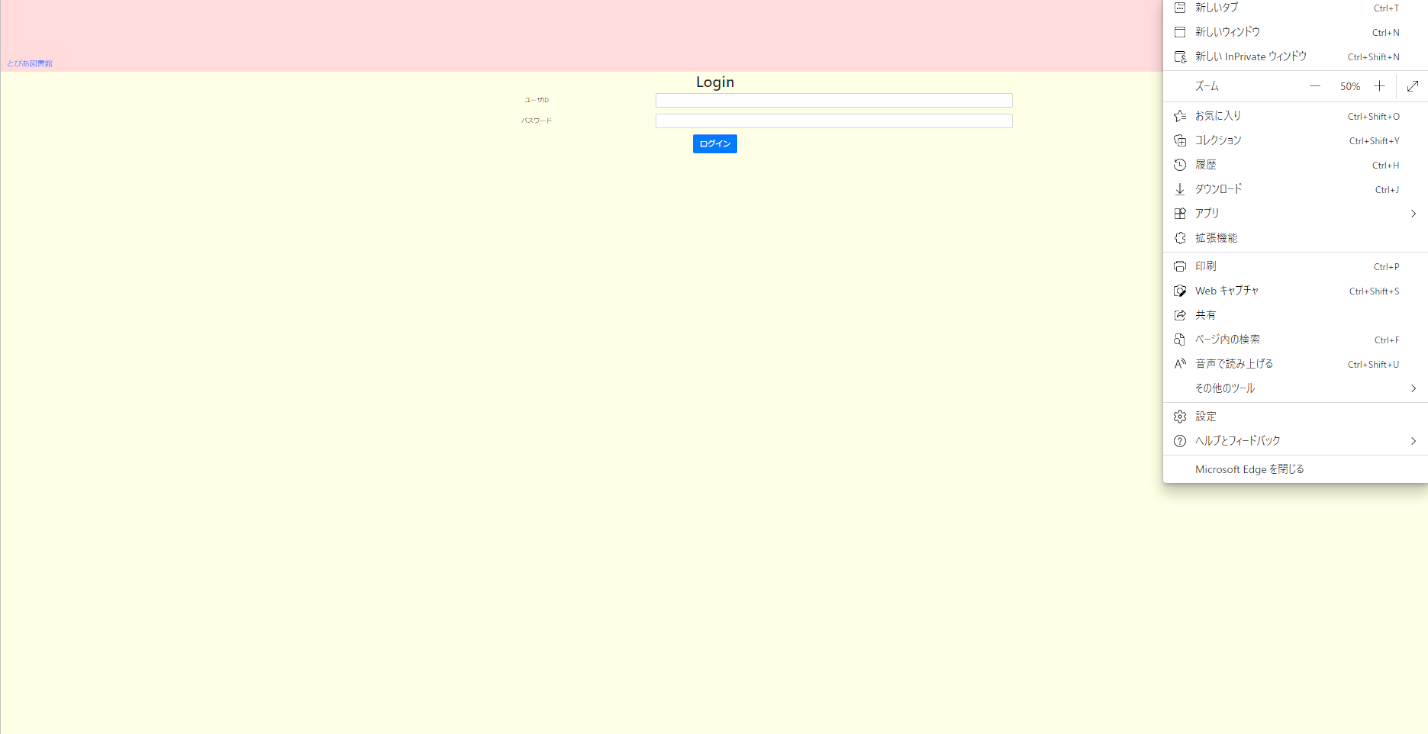 とぴあ図書館
Login
ユーザID
パスワード
ログイン
新しいタブ Ctrl+T
新しいウィンドウ Ctrl+N
新しい InPrivate ウィンドウ Ctrl+Shift+N
ズーム — 50% +
お気に入り Ctrl+Shift+O
コレクション Ctrl+Shift+Y
履歴 Ctrl+H
ダウンロード Ctrl+J
アプリ
拡張機能
印刷 Ctrl+P
Web キャプチャ Ctrl+Shift+S
共有
ページ内の検索 Ctrl+F
音声で読み上げる Ctrl+Shift+U
その他のツール
設定
ヘルプとフィードバック
Microsoft Edge を閉じる